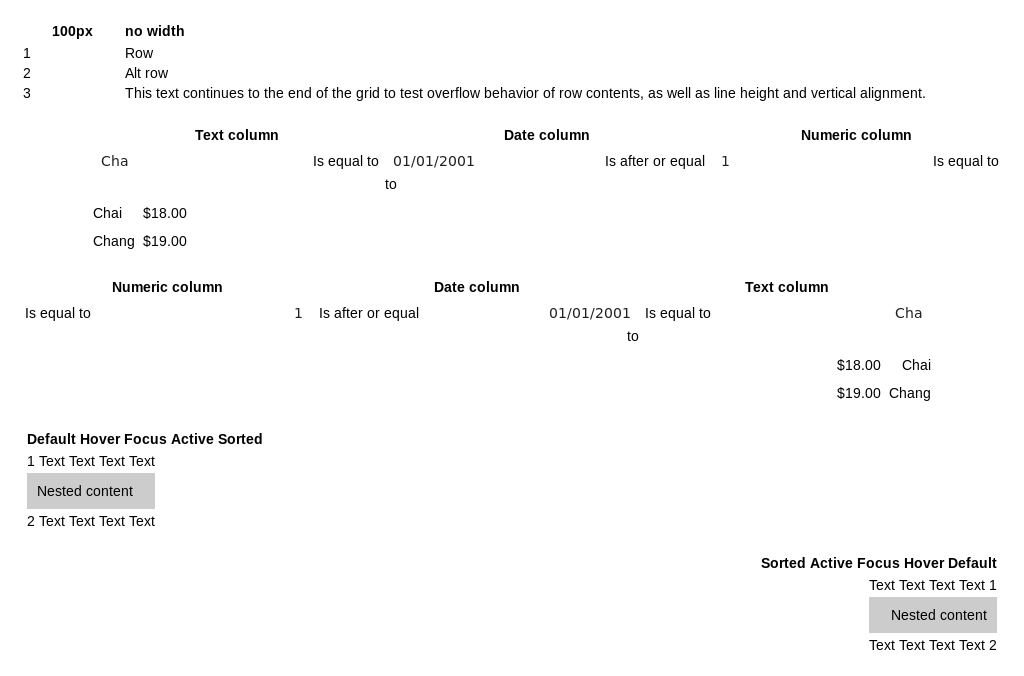 100px no width
1 Row
2 Alt row
3 This text continues to the end of the grid to test overflow behavior of row contents, as well as line height and vertical alignment.
Text column Date column Numeric column
Cha Is equal to 01/01/2001 Is after or equal 1 Is equal to
to
Chai $18.00
Chang $19.00
Numeric column Date column Text column
Is equal to 1 Is after or equal 01/01/2001 Is equal to Cha
to
$18.00 Chai
$19.00 Chang
Default Hover Focus Active Sorted
1 Text Text Text Text
Nested content
2 Text Text Text Text
Sorted Active Focus Hover Default
Text Text Text Text 1
Nested content
Text Text Text Text 2